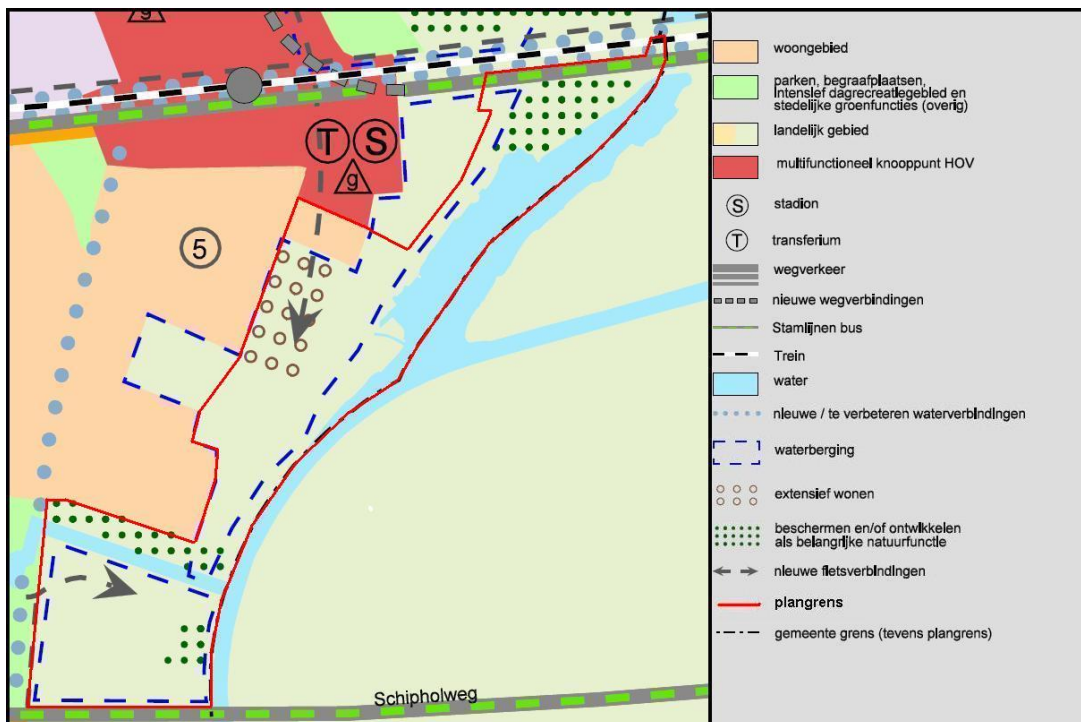 g
T S
g
5
Schipholweg
woongebied
parken, begraafplaatsen,
Intensief dagrecreatiegebied en
stedelijke groenfuncties (overig)
landelijk gebied
multifunctioneel knooppunt HOV
S stadion
T transferium
wegverkeer
nieuwe wegverbindingen
Stamlijnen bus
Trein
water
nieuwe / te verbeteren waterverbindingen
waterberging
extensief wonen
beschermen en/of ontwikkelen
als belangrijke natuurfunctie
nieuwe fietsverbindingen
plangrens
gemeente grens (tevens plangrens)